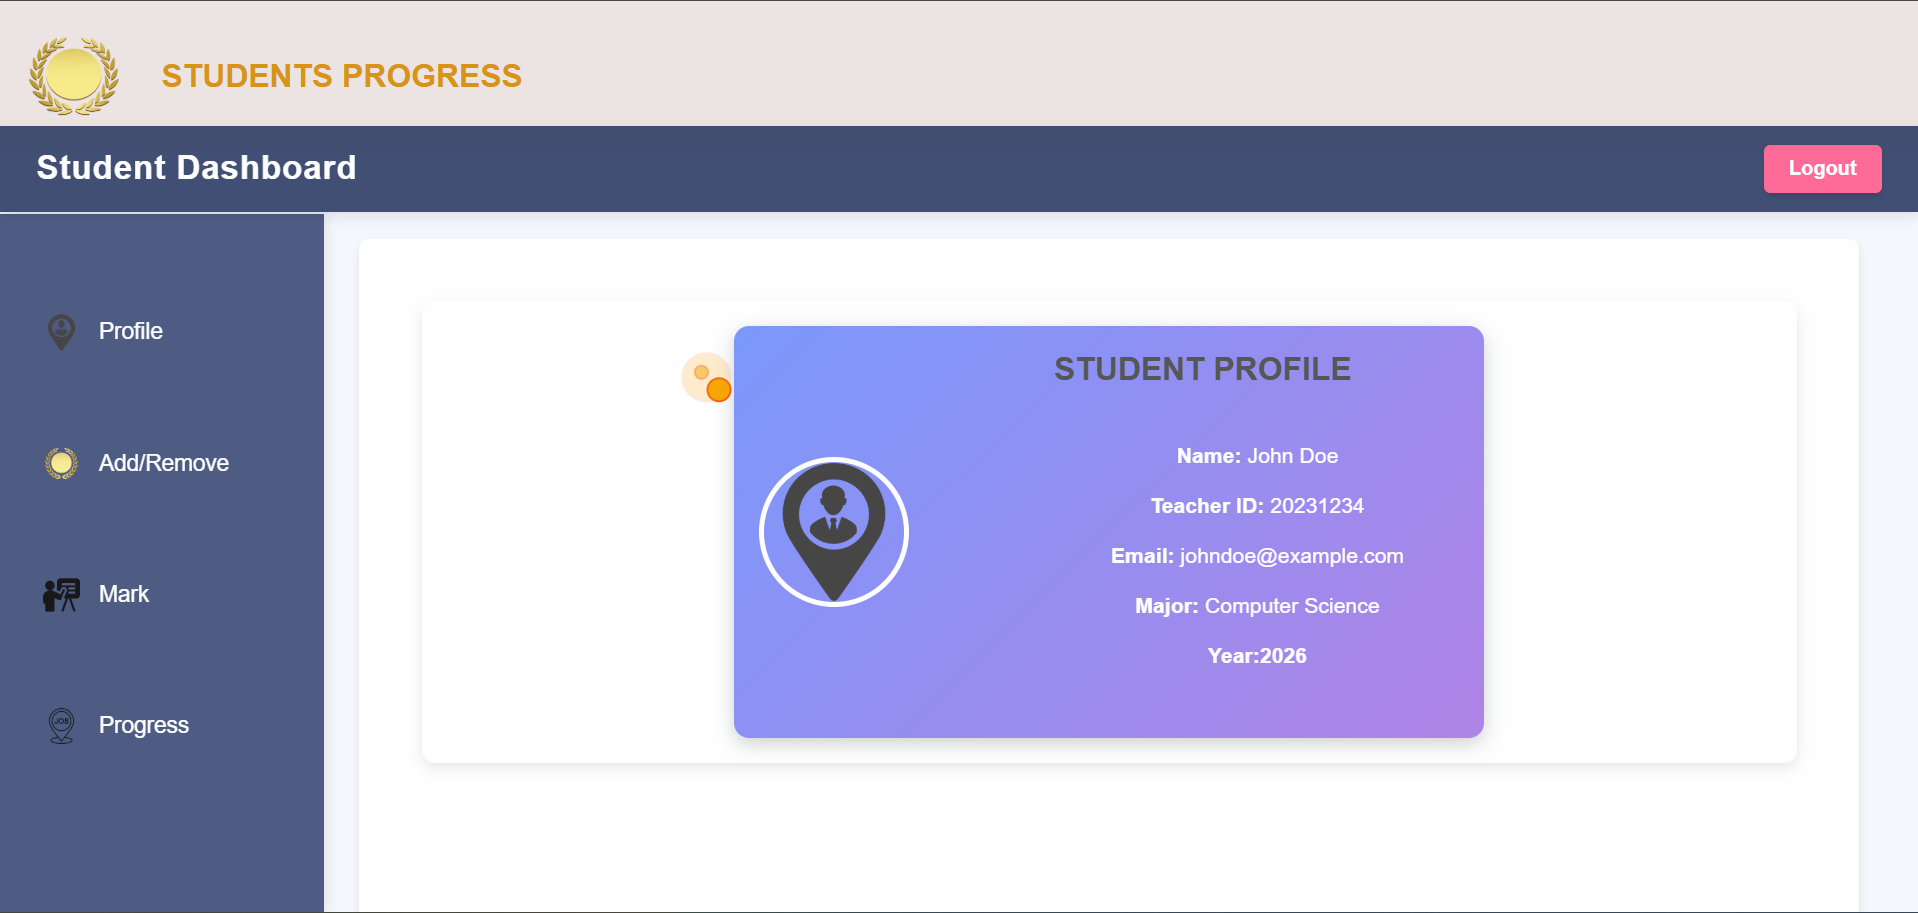 STUDENTS PROGRESS
Student Dashboard
Logout
Profile
Add/Remove
Mark
JOB
Progress
STUDENT PROFILE
Name: John Doe
Teacher ID: 20231234
Email: johndoe@example.com
Major: Computer Science
Year:2026